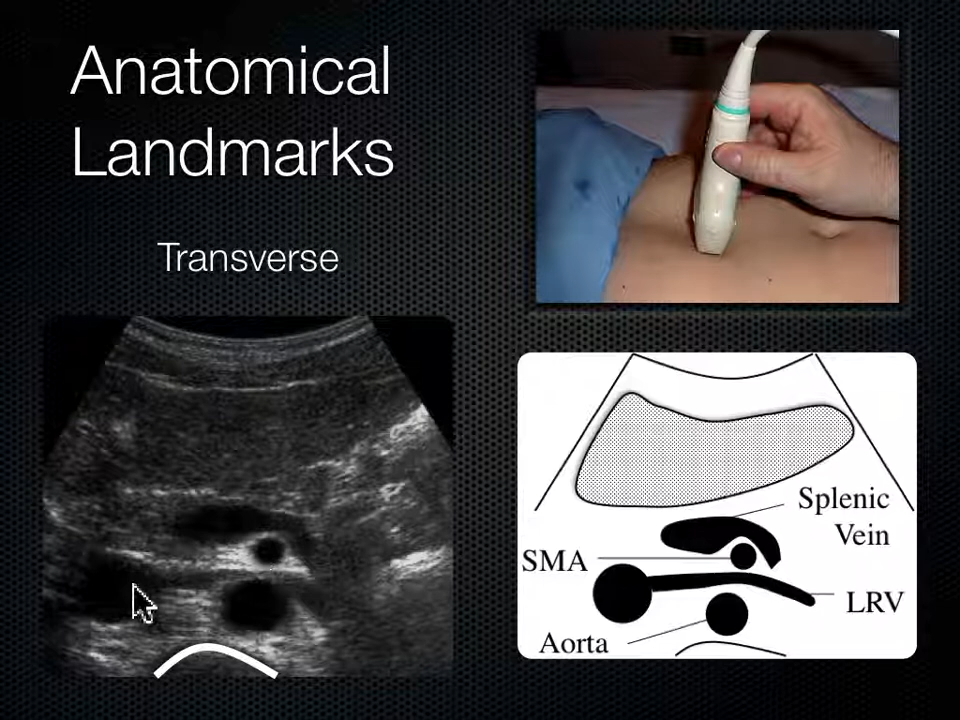 Anatomical
Landmarks
Transverse
Splenic
Vein
SMA
LRV
Aorta